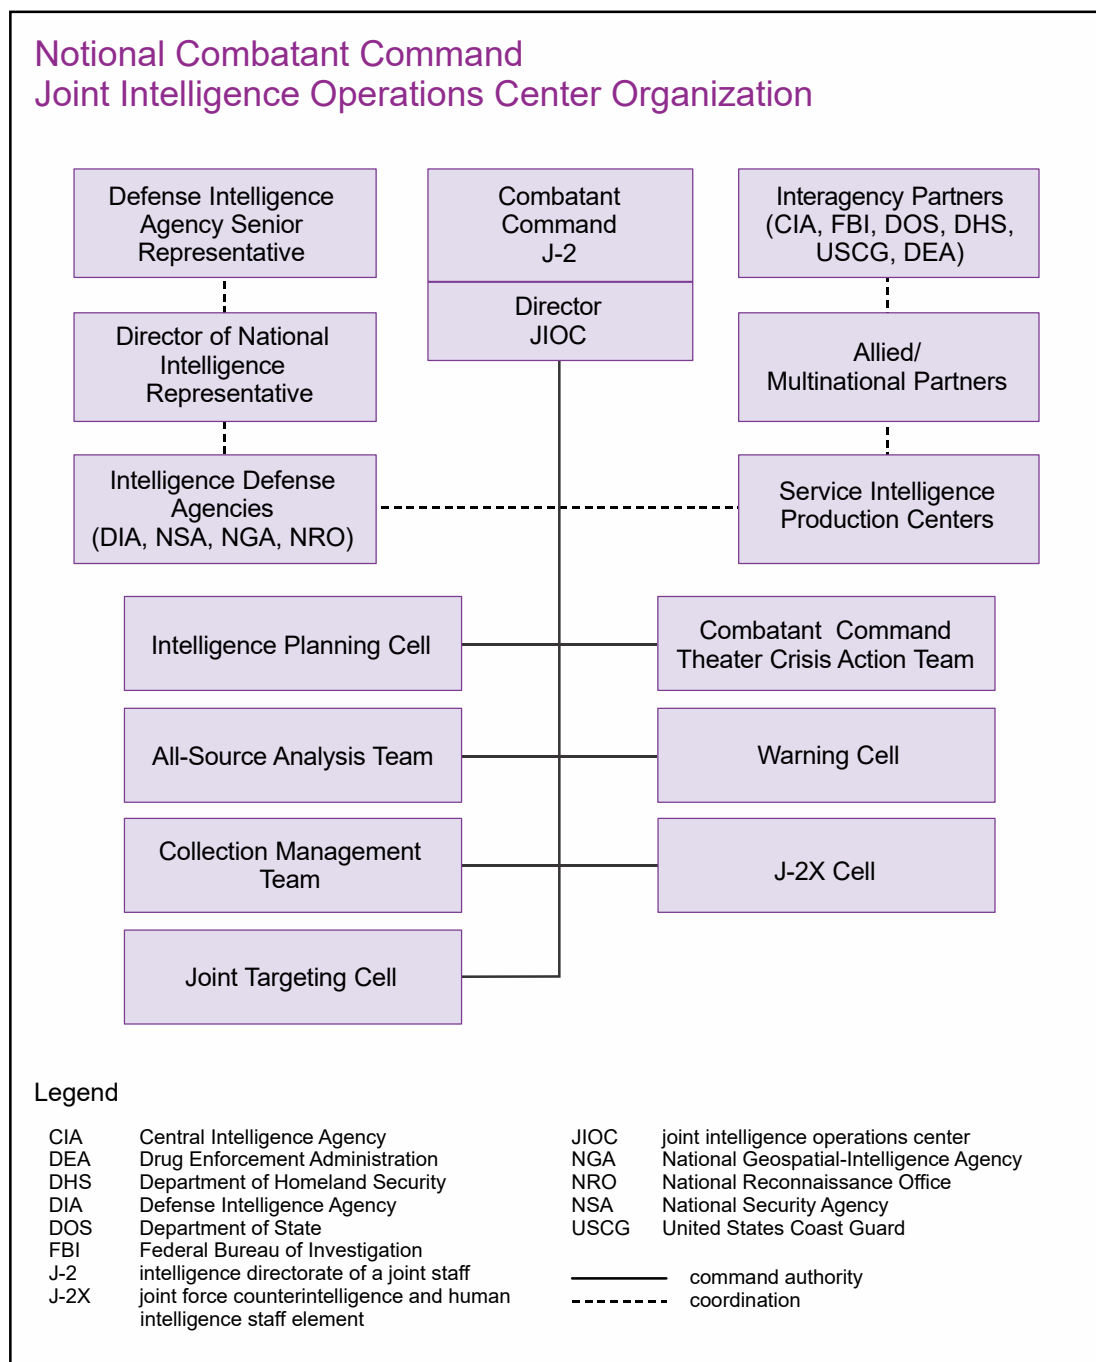 Notional Combatant Command
Joint Intelligence Operations Center Organization
Defense Intelligence
Agency Senior
Representative
Combatant
Command
J-2
Interagency Partners
(CIA, FBI, DOS, DHS,
USCG, DEA)
Director
JIOC
Director of National
Intelligence
Representative
Allied/
Multinational Partners
Intelligence Defense
Agencies
(DIA, NSA, NGA, NRO)
Service Intelligence
Production Centers
Intelligence Planning Cell
Combatant Command
Theater Crisis Action Team
All-Source Analysis Team
Warning Cell
Collection Management
Team
J-2X Cell
Joint Targeting Cell
Legend
CIA Central Intelligence Agency
DEA Drug Enforcement Administration
DHS Department of Homeland Security
DIA Defense Intelligence Agency
DOS Department of State
FBI Federal Bureau of Investigation
J-2 intelligence directorate of a joint staff
J-2X joint force counterintelligence and human
intelligence staff element
JIOC joint intelligence operations center
NGA National Geospatial-Intelligence Agency
NRO National Reconnaissance Office
NSA National Security Agency
USCG United States Coast Guard
command authority
coordination